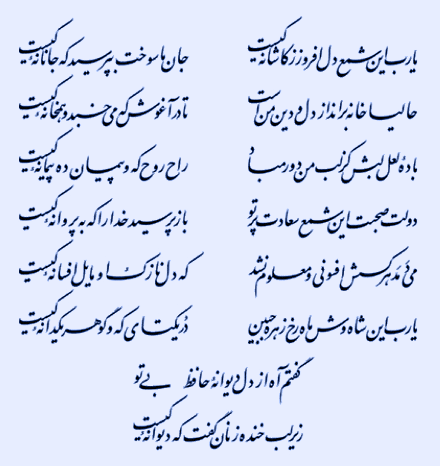 یارب این شمع دل افروز ز کاشانه کیست جان ما سوخت بپرسید که جانانه کیست
حالیا خانه برانداز دل و دین من است تا در آغوش که می‌خسبد و همخانه کیست
باده لعل لبش کز لب من دور مباد راح روح که و پیمان ده پیمانه کیست
دولت صحبت این شمع سعادت پرتو بازپرسید خدا را که به پروانه کیست
می‌دمد هر کسش افسونی و معلوم نشد که دل نازک او مایل افسانه کیست
یارب این شاه وش ماه رخ زهره جبین در یکتای که و گوهر یکدانه کیست
گفتم آه از دل دیوانه حافظ بی تو
زیر لب خنده زنان گفت که دیوانه کیست